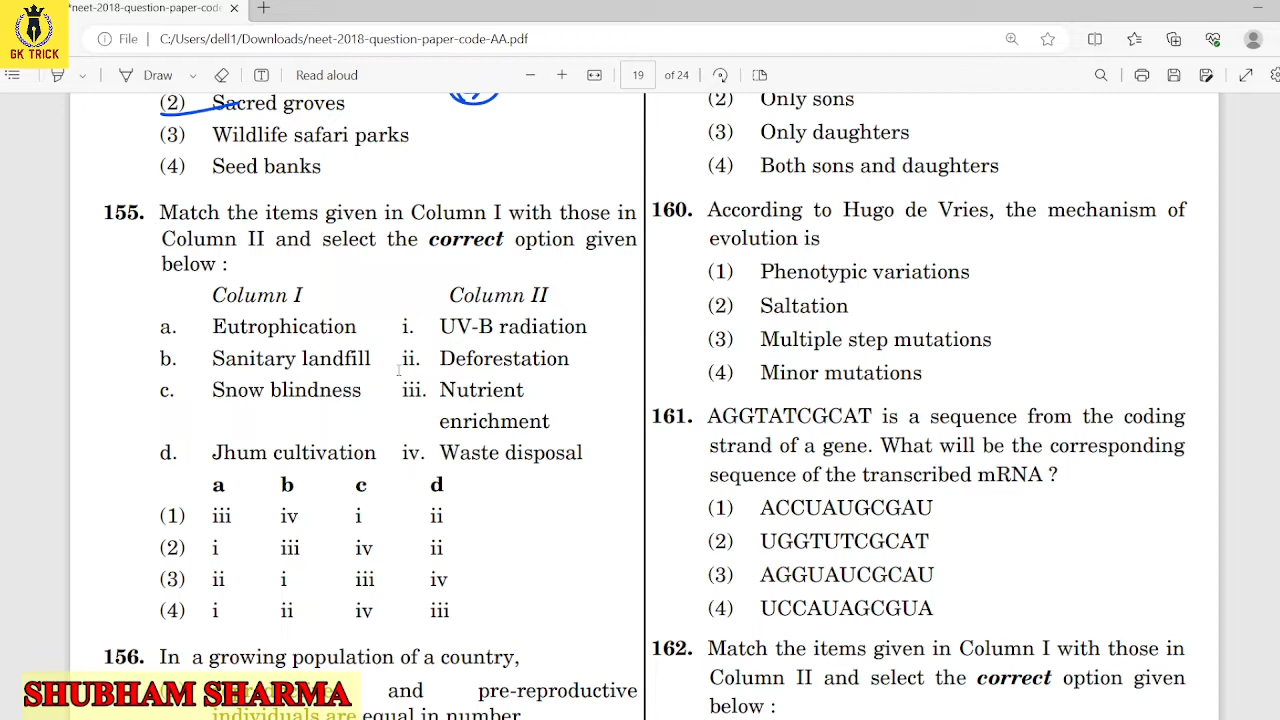 *neet-2018-question-paper-code
GK TRICK
File C:/Users/dell1/Downloads/neet-2018-question-paper-code-AA.pdf
Draw Read aloud 19 of 24
(2) Sacred groves
(3) Wildlife safari parks
(4) Seed banks
155. Match the items given in Column I with those in
Column II and select the correct option given
below :
Column I Column II
a. Eutrophication i. UV-B radiation
b. Sanitary landfill ii. Deforestation
c. Snow blindness iii. Nutrient
enrichment
d. Jhum cultivation iv. Waste disposal
a b c d
(1) iii iv i ii
(2) i iii iv ii
(3) ii i iii iv
(4) i ii iv iii
156. In a growing population of a country,
and pre-reproductive
individuals are equal in number.
SHUBHAM SHARMA
(2) Only sons
(3) Only daughters
(4) Both sons and daughters
160. According to Hugo de Vries, the mechanism of
evolution is
(1) Phenotypic variations
(2) Saltation
(3) Multiple step mutations
(4) Minor mutations
161. AGGTATCGCAT is a sequence from the coding
strand of a gene. What will be the corresponding
sequence of the transcribed mRNA ?
(1) ACCUAUGCGAU
(2) UGGTUTCGCAT
(3) AGGUAUCGCAU
(4) UCCAUAGCGUA
162. Match the items given in Column I with those in
Column II and select the correct option given
below :